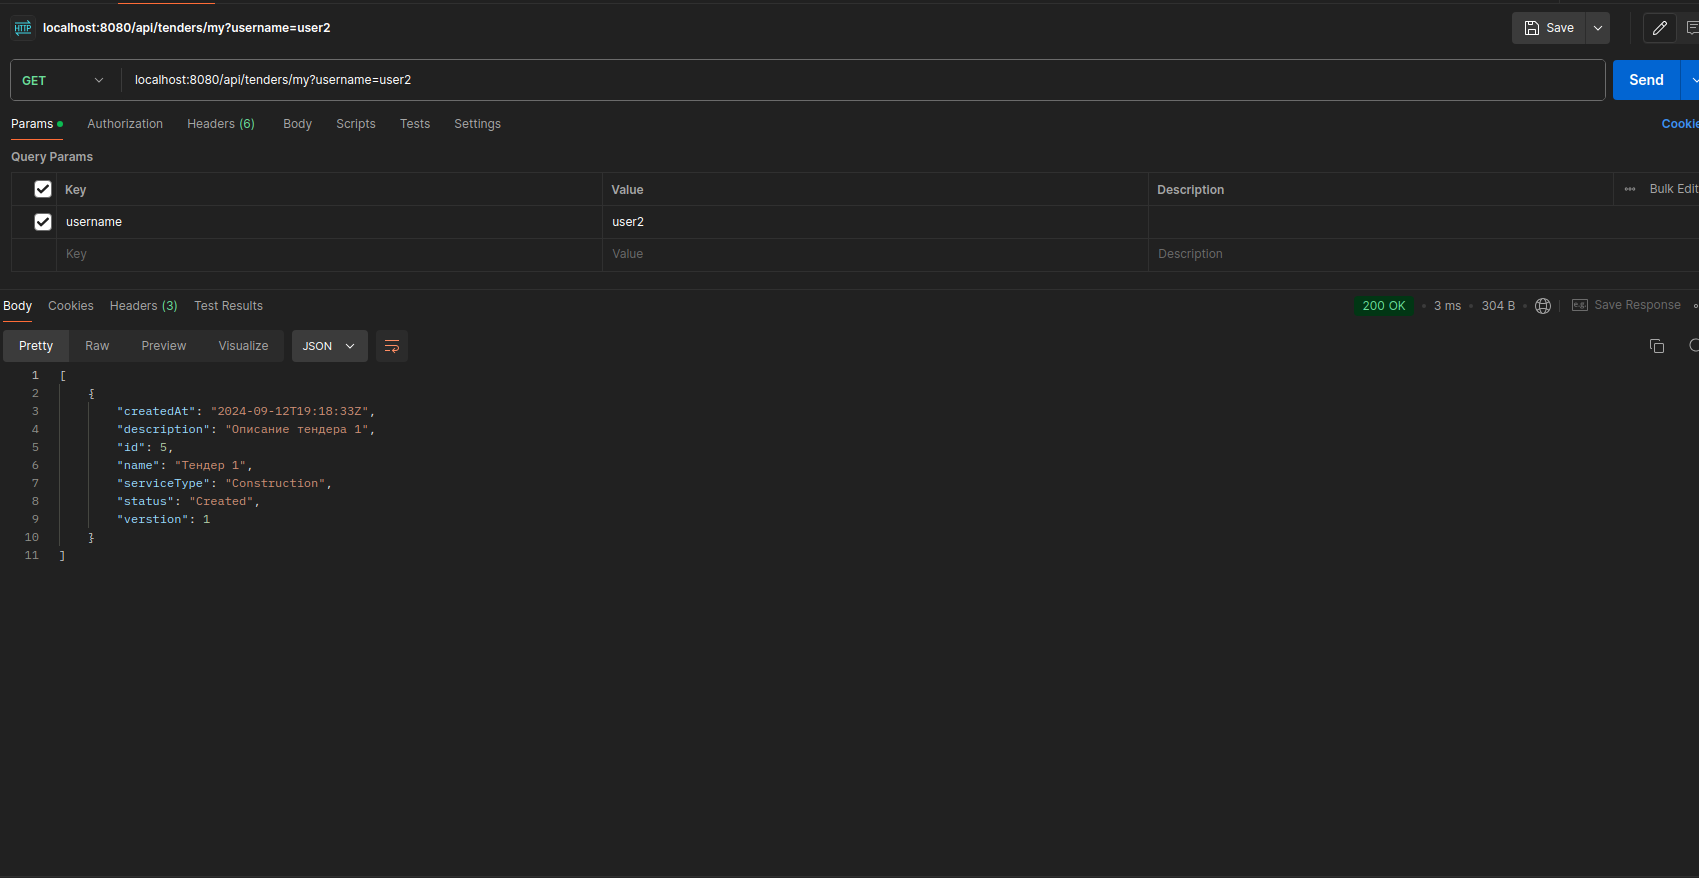 HTTP localhost:8080/api/tenders/my?username=user2 Save
GET localhost:8080/api/tenders/my?username=user2 Send
Params Authorization Headers (6) Body Scripts Tests Settings Cookie
Query Params
Key Value Description Bulk Edit
username user2
Key Value Description
Body Cookies Headers (3) Test Results 200 OK 3 ms 304 B e.g. Save Response
Pretty Raw Preview Visualize JSON
1 [
2 {
3 "createdAt": "2024-09-12T19:18:33Z",
4 "description": "Описание тендера 1",
5 "id": 5,
6 "name": "Тендер 1",
7 "serviceType": "Construction",
8 "status": "Created",
9 "verstion": 1
10 }
11 ]